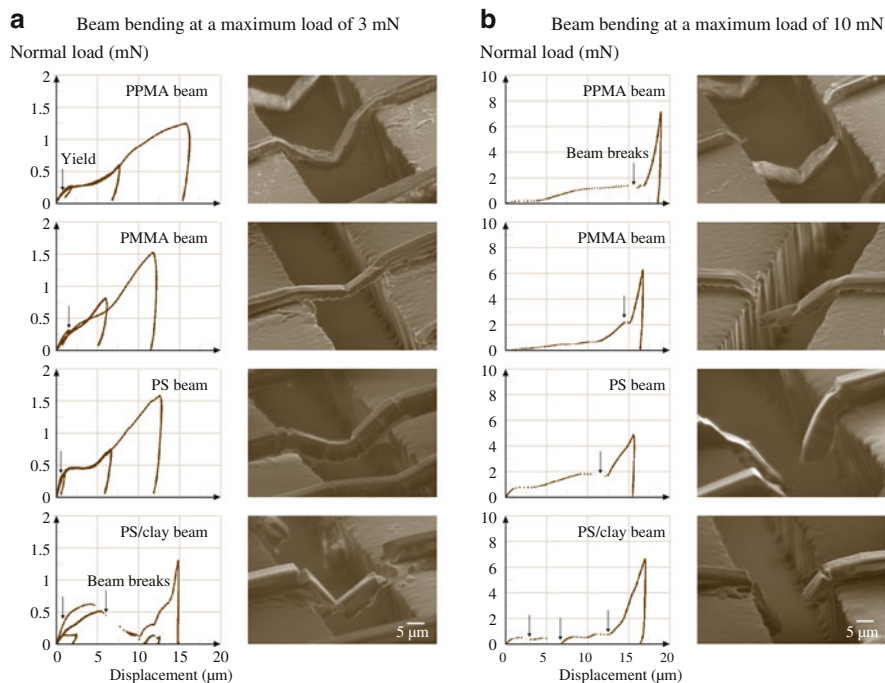 a Beam bending at a maximum load of 3 mN
Normal load (mN)
2
1.5
1
0.5
0
PPMA beam
Yield
2
1.5
1
0.5
0
PMMA beam
2
1.5
1
0.5
0
PS beam
2
1.5
1
0.5
0
PS/clay beam
Beam breaks
0 5 10 15 20
Displacement (μm)
5 μm
b Beam bending at a maximum load of 10 mN
Normal load (mN)
10
8
6
4
2
0
PPMA beam
Beam breaks
10
8
6
4
2
0
PMMA beam
10
8
6
4
2
0
PS beam
10
8
6
4
2
0
PS/clay beam
0 5 10 15 20
Displacement (μm)
5 μm